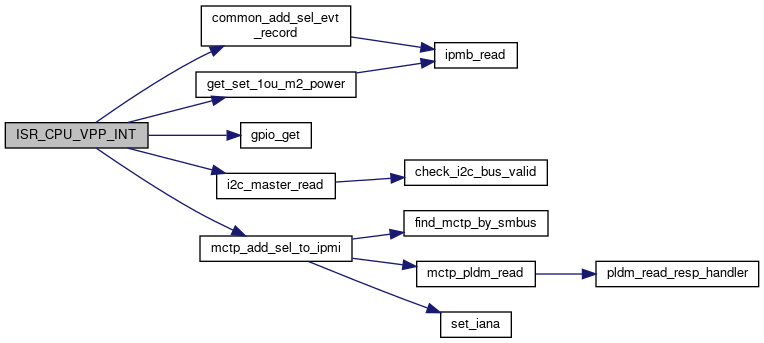 common_add_sel_evt
_record
ipmb_read
get_set_1ou_m2_power
ISR_CPU_VPP_INT
gpio_get
check_i2c_bus_valid
i2c_master_read
find_mctp_by_smbus
mctp_add_sel_to_ipmi
mctp_pldm_read
pldm_read_resp_handler
set_iana